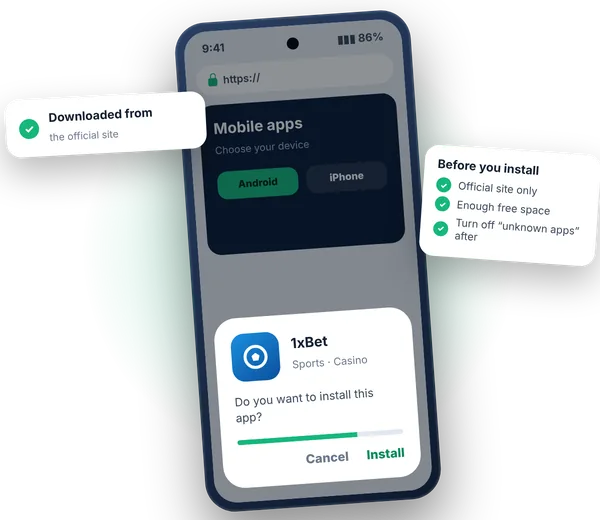 9:41
86%
https://
Downloaded from
the official site
Mobile apps
Choose your device
Android
iPhone
Before you install
Official site only
Enough free space
Turn off “unknown apps”
after
1xBet
Sports · Casino
Do you want to install this
app?
Cancel
Install